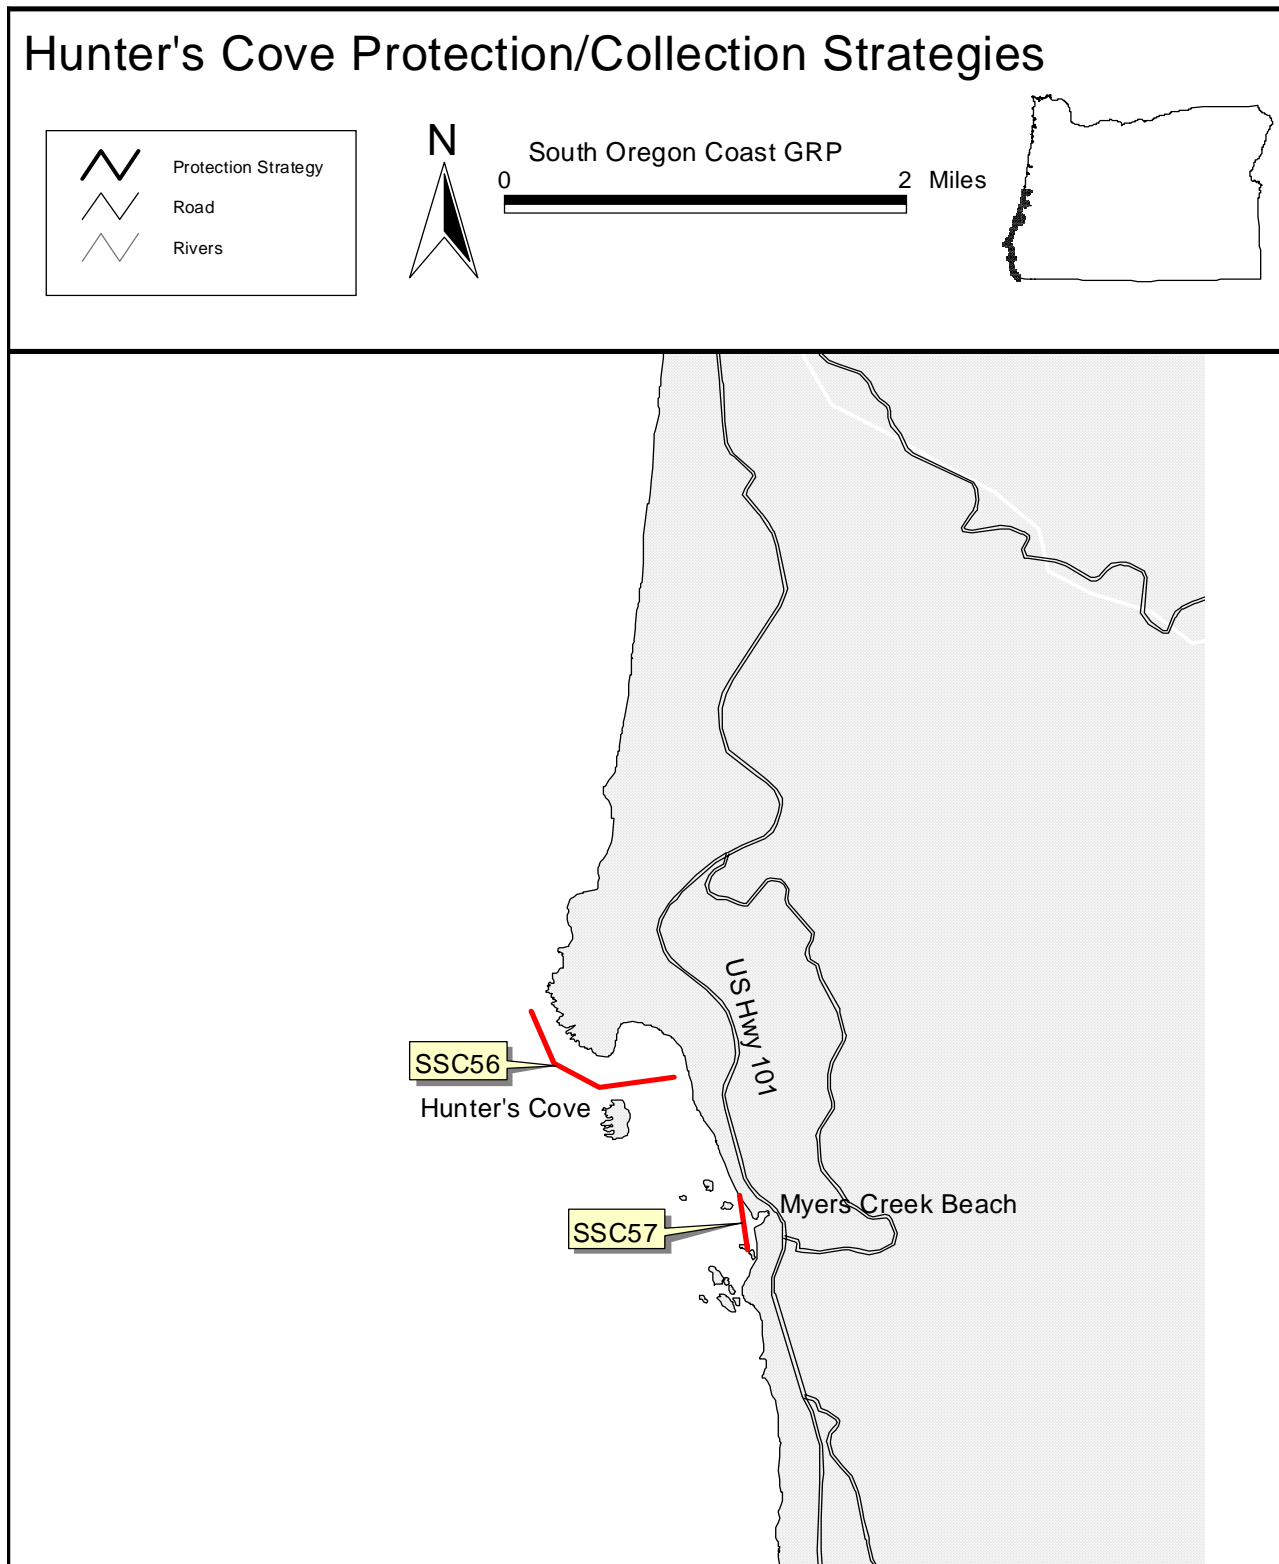 Hunter's Cove Protection/Collection Strategies
Protection Strategy
Road
Rivers
N
South Oregon Coast GRP
0 2 Miles
US Hwy 101
SSC56
Hunter's Cove
Myers Creek Beach
SSC57